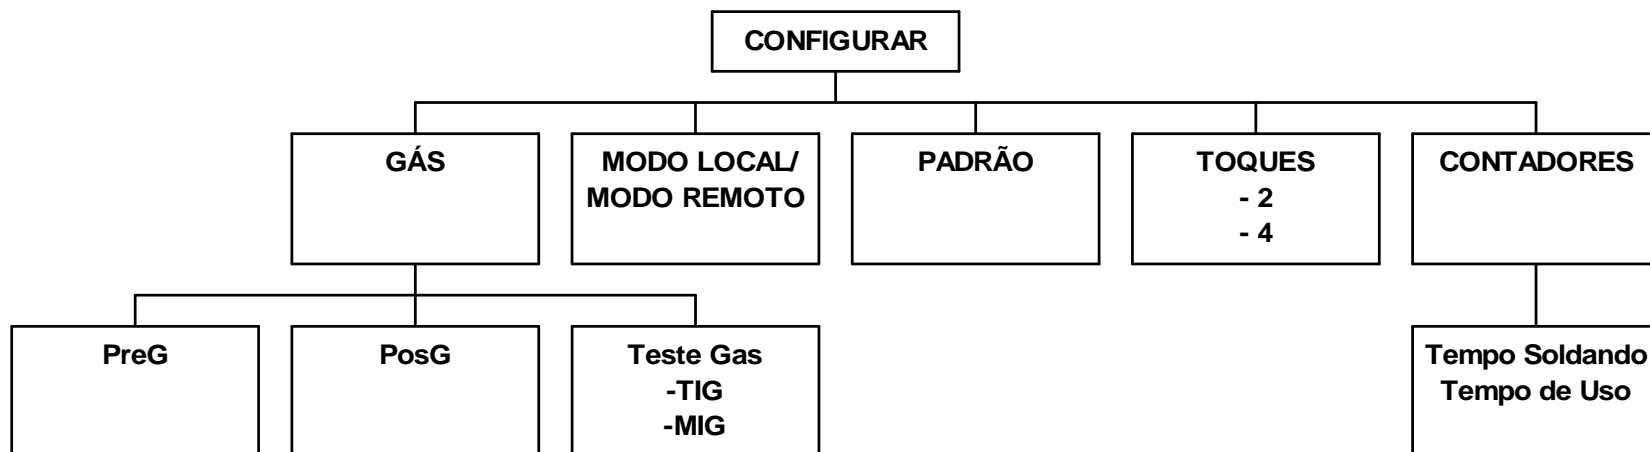 CONFIGURAR
GÁS
MODO LOCAL/
MODO REMOTO
PADRÃO
TOQUES
- 2
- 4
CONTADORES
PreG
PosG
Teste Gas
-TIG
-MIG
Tempo Soldando
Tempo de Uso